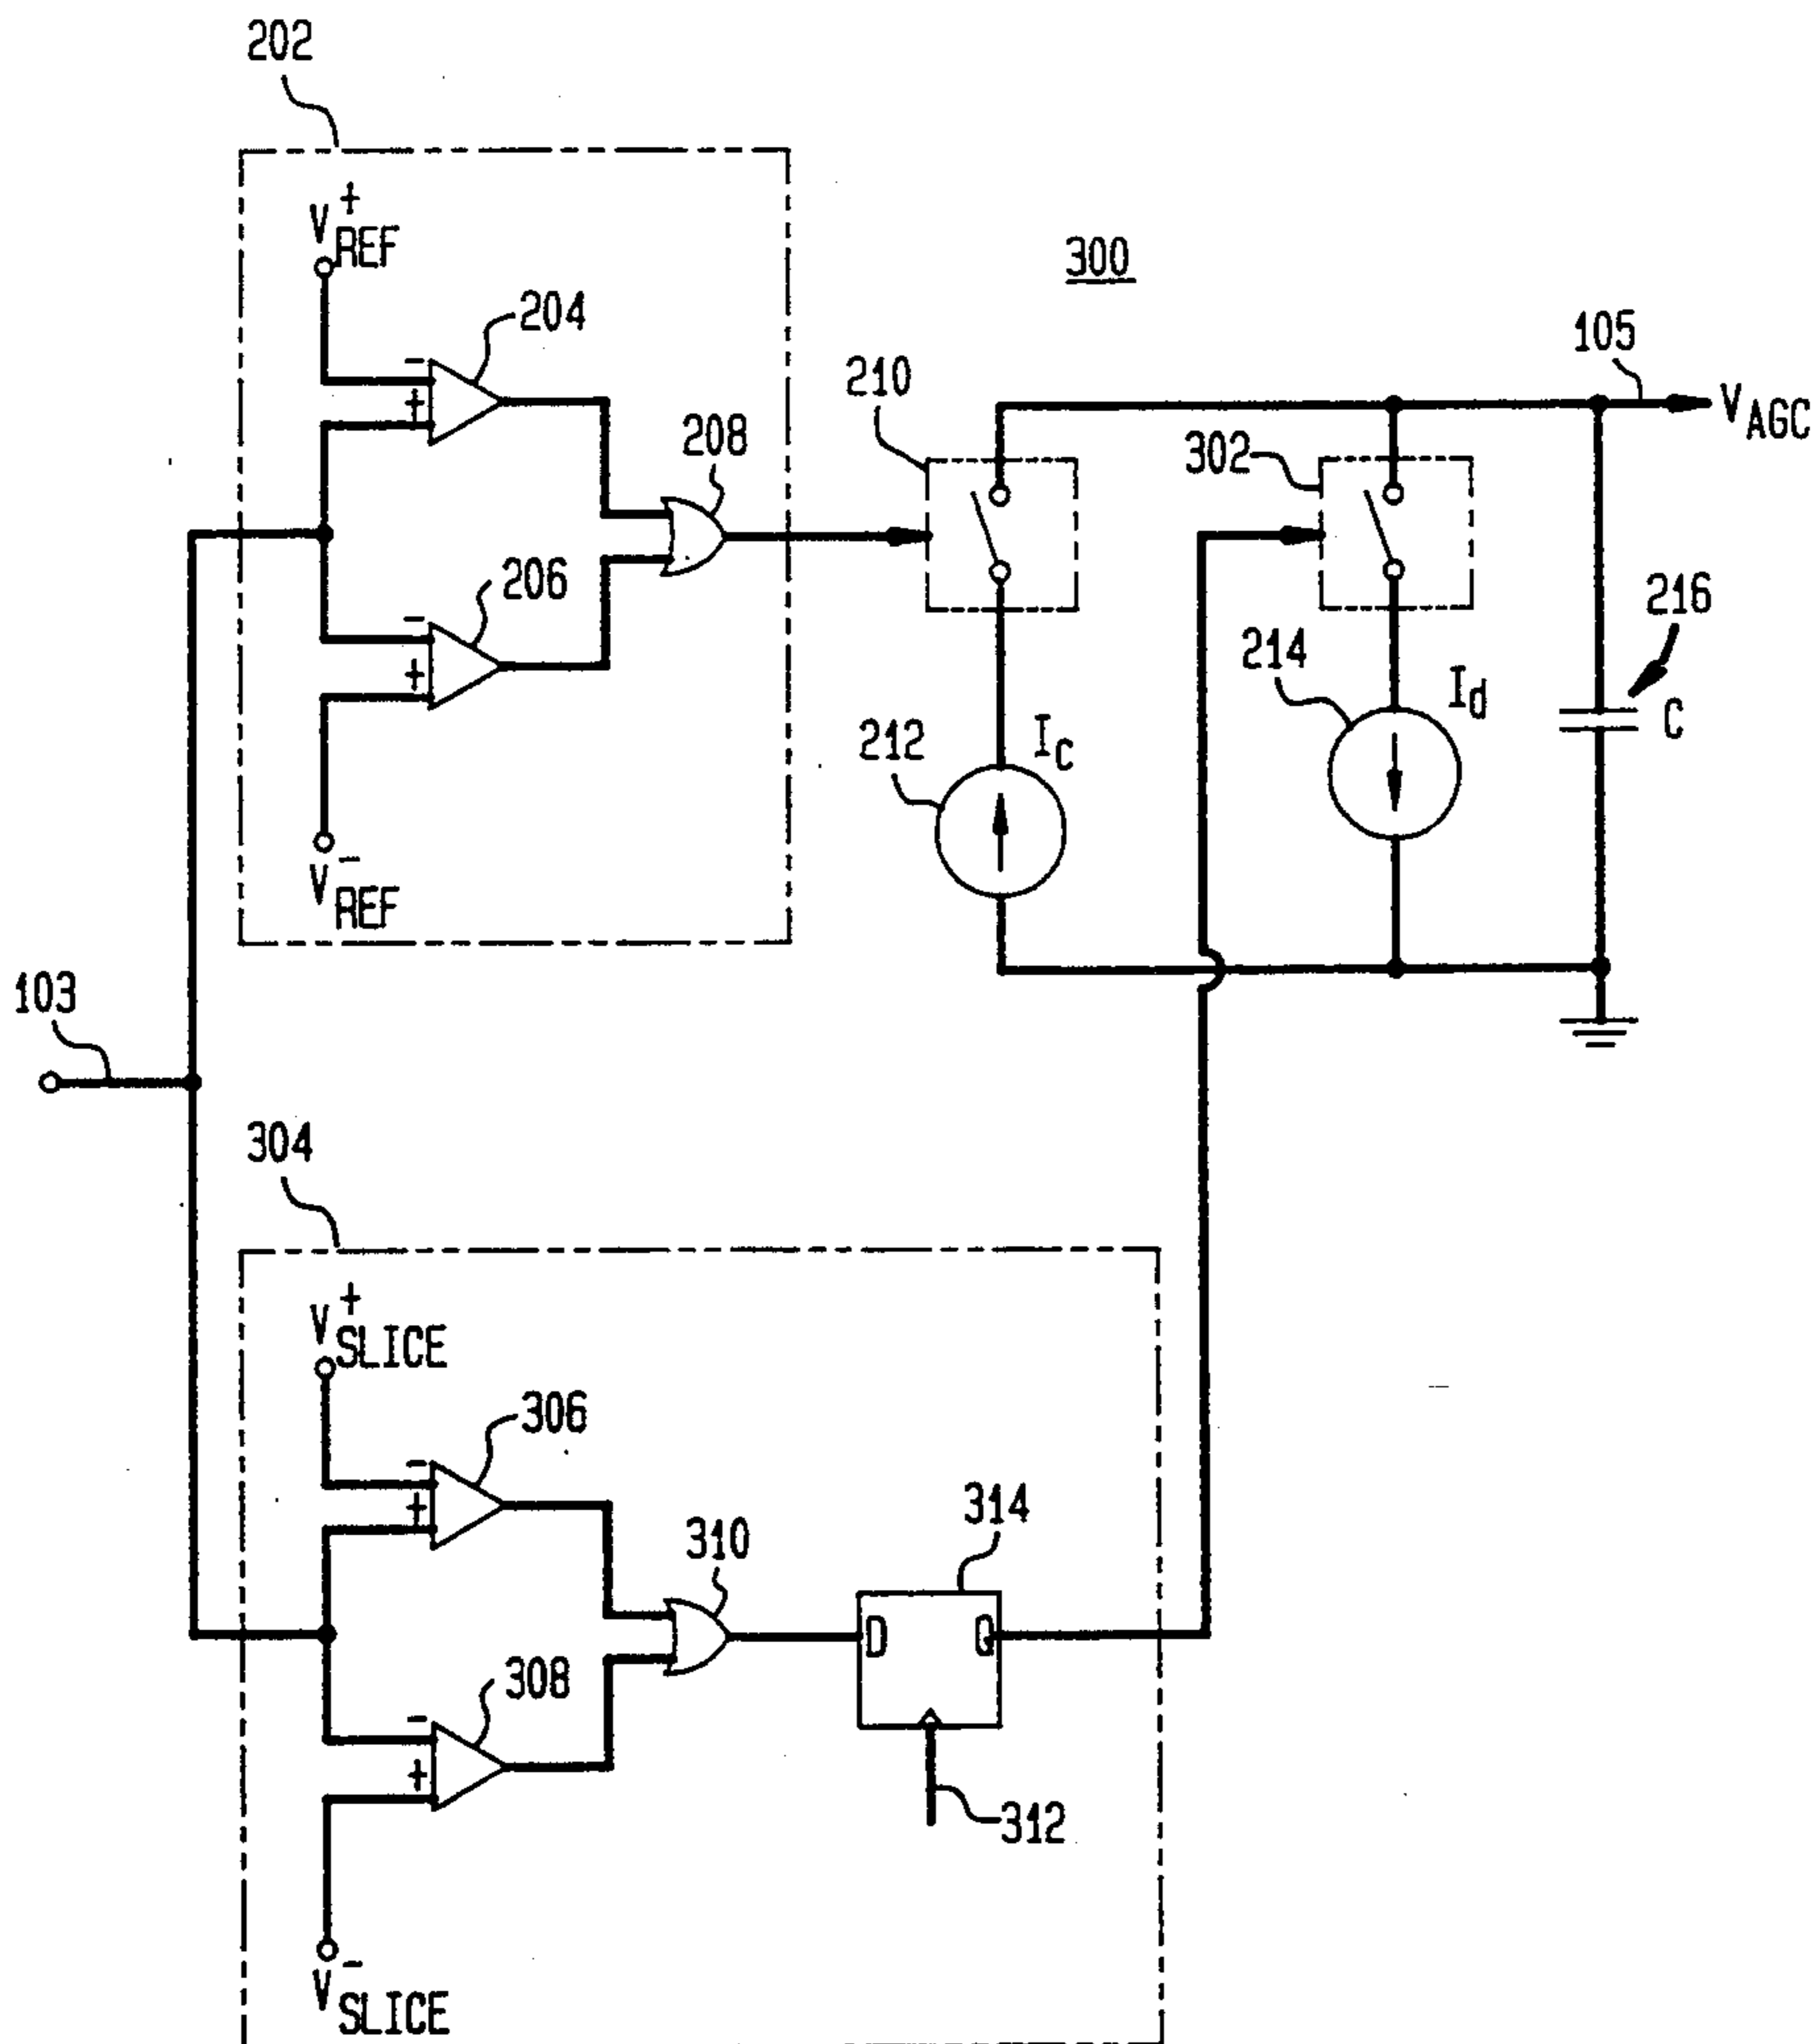 202
V+REF
300
204
105
210
VAGC
208
302
-
+
206
216
-
+
214
Id
C
212
IC
V-REF
103
304
V+SLICE
306
314
-
+
310
D Q
308
-
+
312
V-SLICE